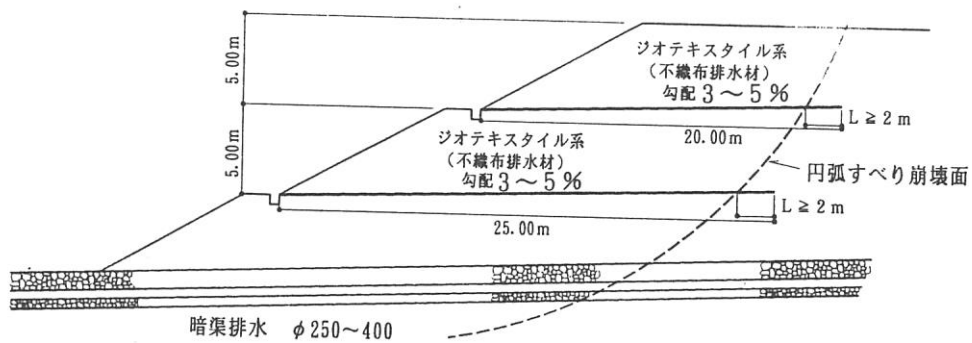 5.00m
ジオテキスタイル系
(不織布排水材)
勾配 3～5%
L≧2m
20.00m
5.00m
ジオテキスタイル系
(不織布排水材)
勾配 3～5%
円弧すべり崩壊面
L≧2m
25.00m
暗渠排水 φ250～400